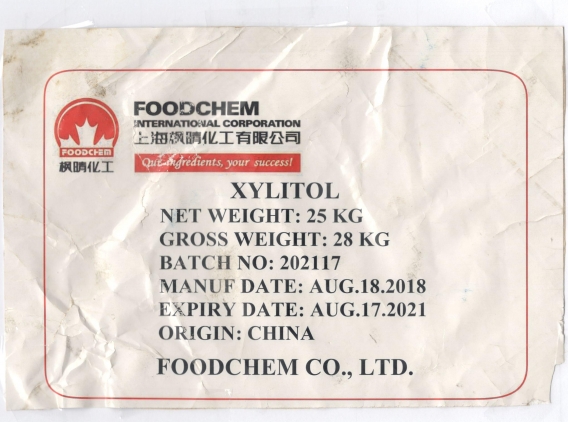 FOODCHEM
INTERNATIONAL CORPORATION
上海枫晴化工有限公司
FOODCHEM
枫晴化工
Our ingredients, your success!
XYLITOL
NET WEIGHT: 25 KG
GROSS WEIGHT: 28 KG
BATCH NO: 202117
MANUF DATE: AUG.18.2018
EXPIRY DATE: AUG.17.2021
ORIGIN: CHINA
FOODCHEM CO., LTD.